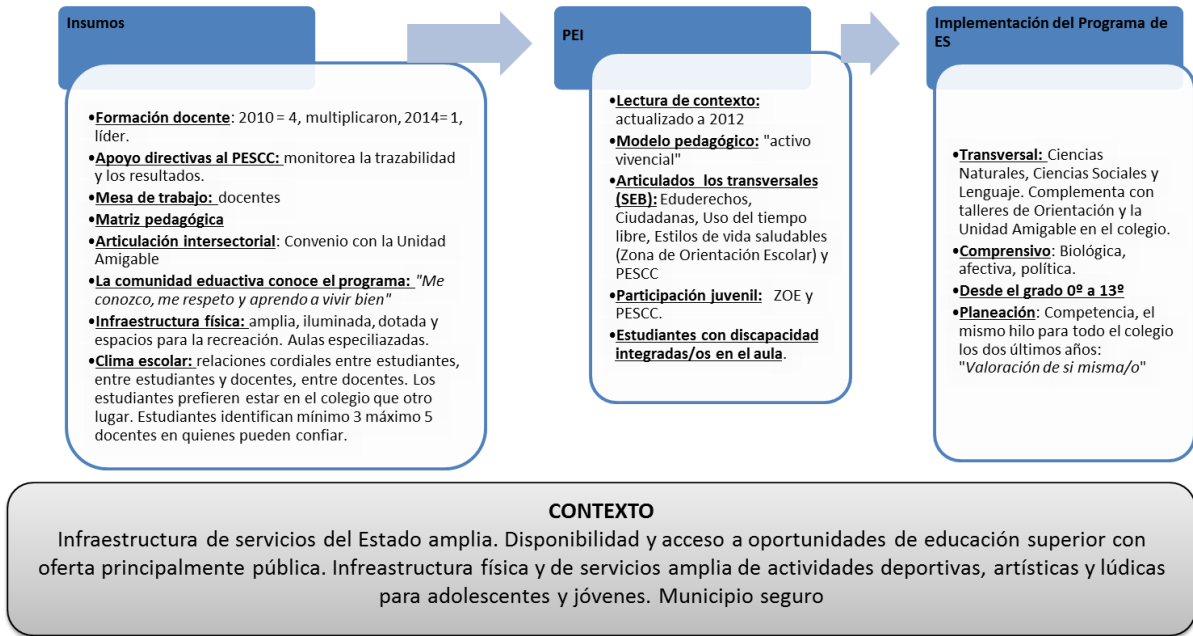 Insumos
•Formación docente: 2010 = 4, multiplicaron, 2014= 1,
líder.
•Apoyo directivas al PESCC: monitorea la trazabilidad
y los resultados.
•Mesa de trabajo: docentes
•Matriz pedagógica
•Articulación intersectorial: Convenio con la Unidad
Amigable
•La comunidad eduactiva conoce el programa: "Me
conozco, me respeto y aprendo a vivir bien"
•Infraestructura física: amplia, iluminada, dotada y
espacios para la recreación. Aulas especiliazadas.
•Clima escolar: relaciones cordiales entre estudiantes,
entre estudiantes y docentes, entre docentes. Los
estudiantes prefieren estar en el colegio que otro
lugar. Estudiantes identifican mínimo 3 máximo 5
docentes en quienes pueden confiar.
PEI
•Lectura de contexto:
actualizado a 2012
•Modelo pedagógico: "activo
vivencial"
•Articulados los transversales
(SEB): Eduderechos,
Ciudadanas, Uso del tiempo
libre, Estilos de vida saludables
(Zona de Orientación Escolar) y
PESCC
•Participación juvenil: ZOE y
PESCC.
•Estudiantes con discapacidad
integradas/os en el aula.
Implementación del Programa de
ES
•Transversal: Ciencias
Naturales, Ciencias Sociales y
Lenguaje. Complementa con
talleres de Orientación y la
Unidad Amigable en el colegio.
•Comprensivo: Biológica,
afectiva, política.
•Desde el grado 0º a 13º
•Planeación: Competencia, el
mismo hilo para todo el colegio
los dos últimos años:
"Valoración de si misma/o"
CONTEXTO
Infraestructura de servicios del Estado amplia. Disponibilidad y acceso a oportunidades de educación superior con
oferta principalmente pública. Infreastructura física y de servicios amplia de actividades deportivas, artísticas y lúdicas
para adolescentes y jóvenes. Municipio seguro